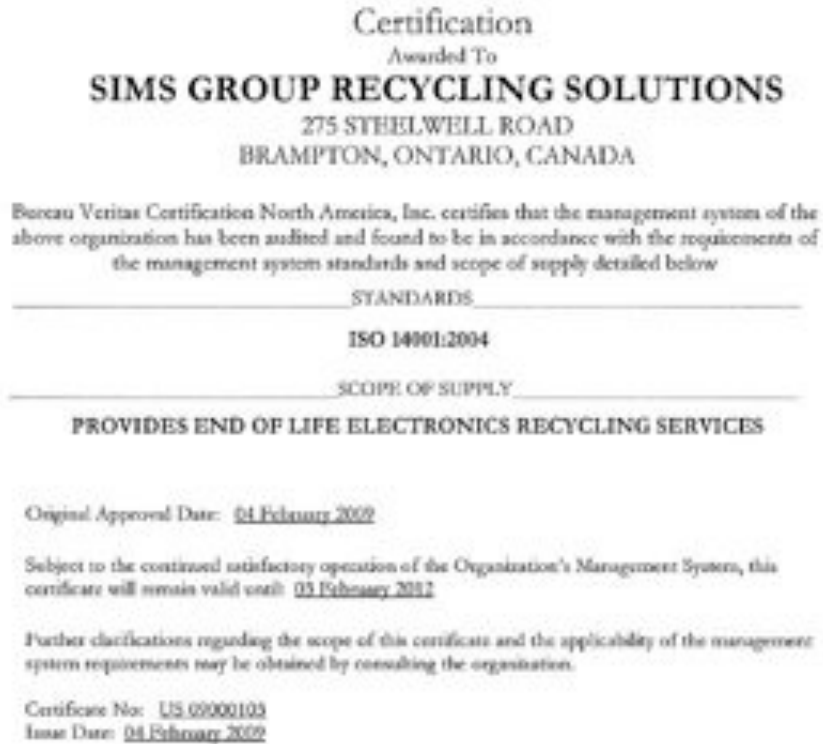 Certification
Awarded To
SIMS GROUP RECYCLING SOLUTIONS
275 STEELWELL ROAD
BRAMPTON, ONTARIO, CANADA
Bureau Veritas Certification North America, Inc. certifies that the management system of the
above organization has been audited and found to be in accordance with the requirements of
the management system standards and scope of supply detailed below
STANDARDS
ISO 14001:2004
SCOPE OF SUPPLY
PROVIDES END OF LIFE ELECTRONICS RECYCLING SERVICES
Original Approval Date: 04 February 2009
Subject to the continued satisfactory operation of the Organization's Management System, this
certificate will remain valid until: 03 February 2012
Further clarifications regarding the scope of this certificate and the applicability of the management
system requirements may be obtained by consulting the organization.
Certificate No: US
Issue Date: 04 February 2009